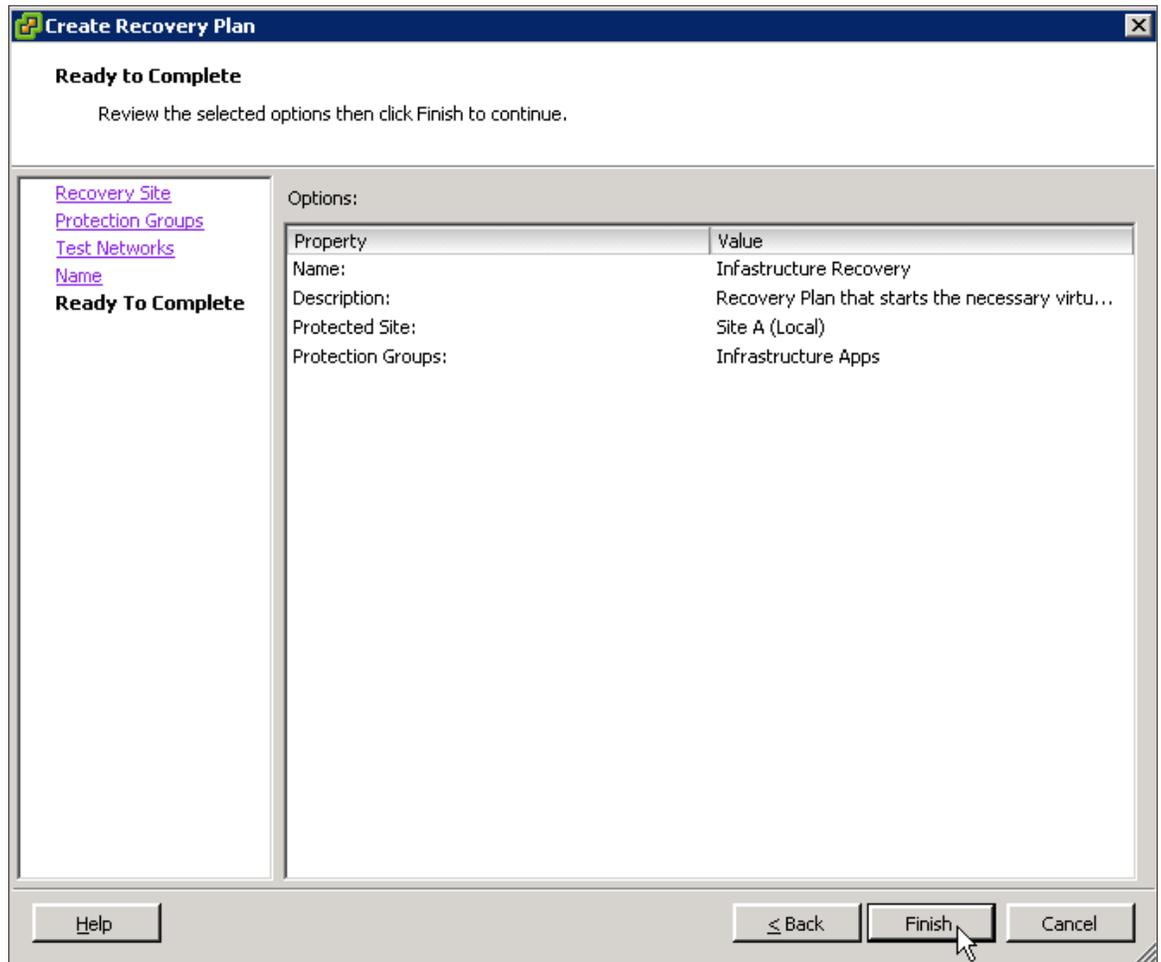 Create Recovery Plan
Ready to Complete
Review the selected options then click Finish to continue.
Recovery Site
Protection Groups
Test Networks
Name
Ready To Complete
Options:
Property Value
Name: Infastructure Recovery
Description: Recovery Plan that starts the necessary virtu...
Protected Site: Site A (Local)
Protection Groups: Infrastructure Apps
Help < Back Finish Cancel